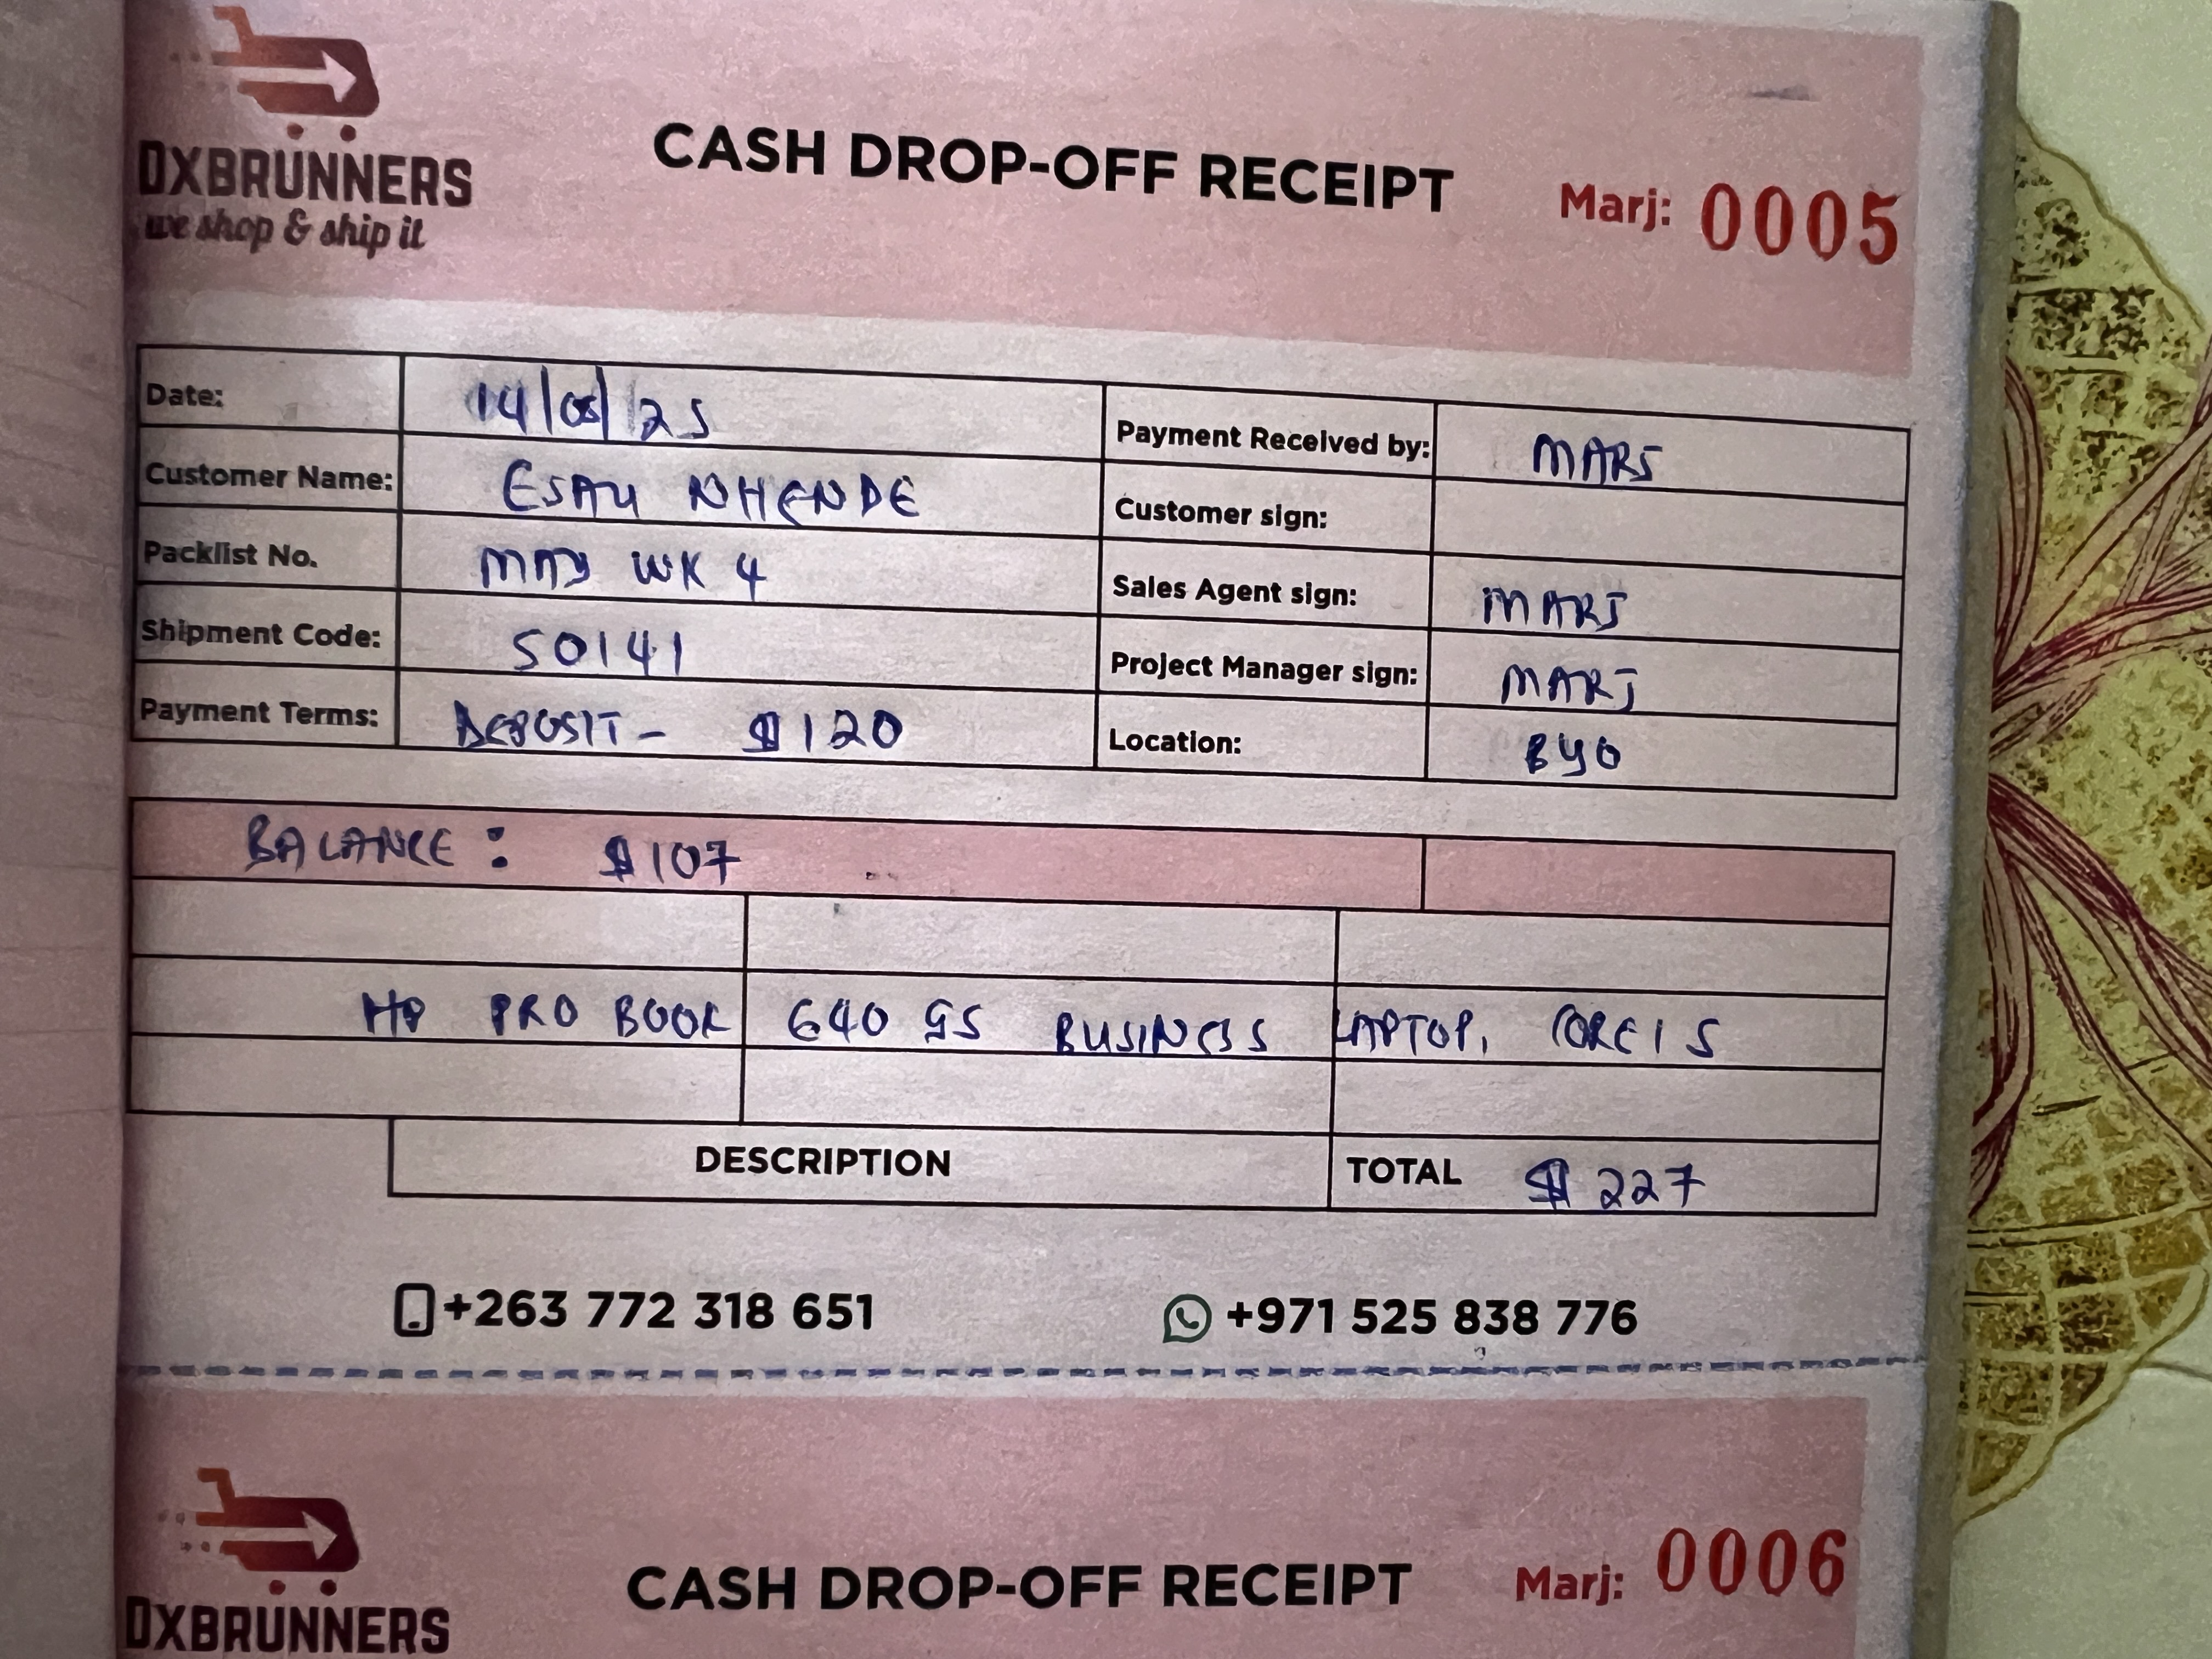 DXBRUNNERS
we shop & ship it
CASH DROP-OFF RECEIPT
Marj: 0005
Date: 14/05/25
Customer Name: ESAU NHENDE
Packlist No. MAY WK 4
Shipment Code: S0141
Payment Terms: DEPOSIT - $120
Payment Received by: MARJ
Customer sign:
Sales Agent sign: MARJ
Project Manager sign: MARJ
Location: BYO
BALANCE : $107
HP PRO BOOK 640 G5 BUSINESS LAPTOP, CORE I 5
DESCRIPTION
TOTAL $227
+263 772 318 651
+971 525 838 776
DXBRUNNERS
CASH DROP-OFF RECEIPT
Marj: 0006